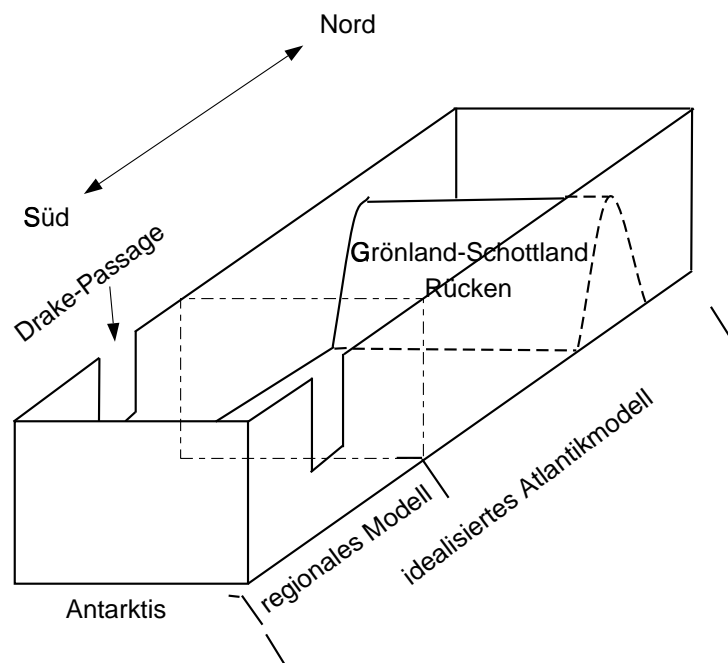 Nord
Süd
Drake-Passage
Grönland-Schottland
Rücken
regionales Modell
idealisiertes Atlantikmodell
Antarktis